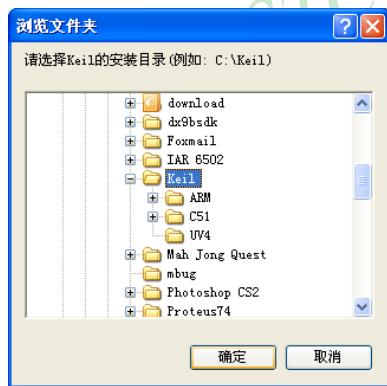 浏览文件夹
请选择Keil的安装目录(例如: C:\Keil)
download
dx9bsdk
Foxmail
IAR 6502
Keil
ARM
C51
UV4
Mah Jong Quest
mbug
Photoshop CS2
Proteus74
确定 取消